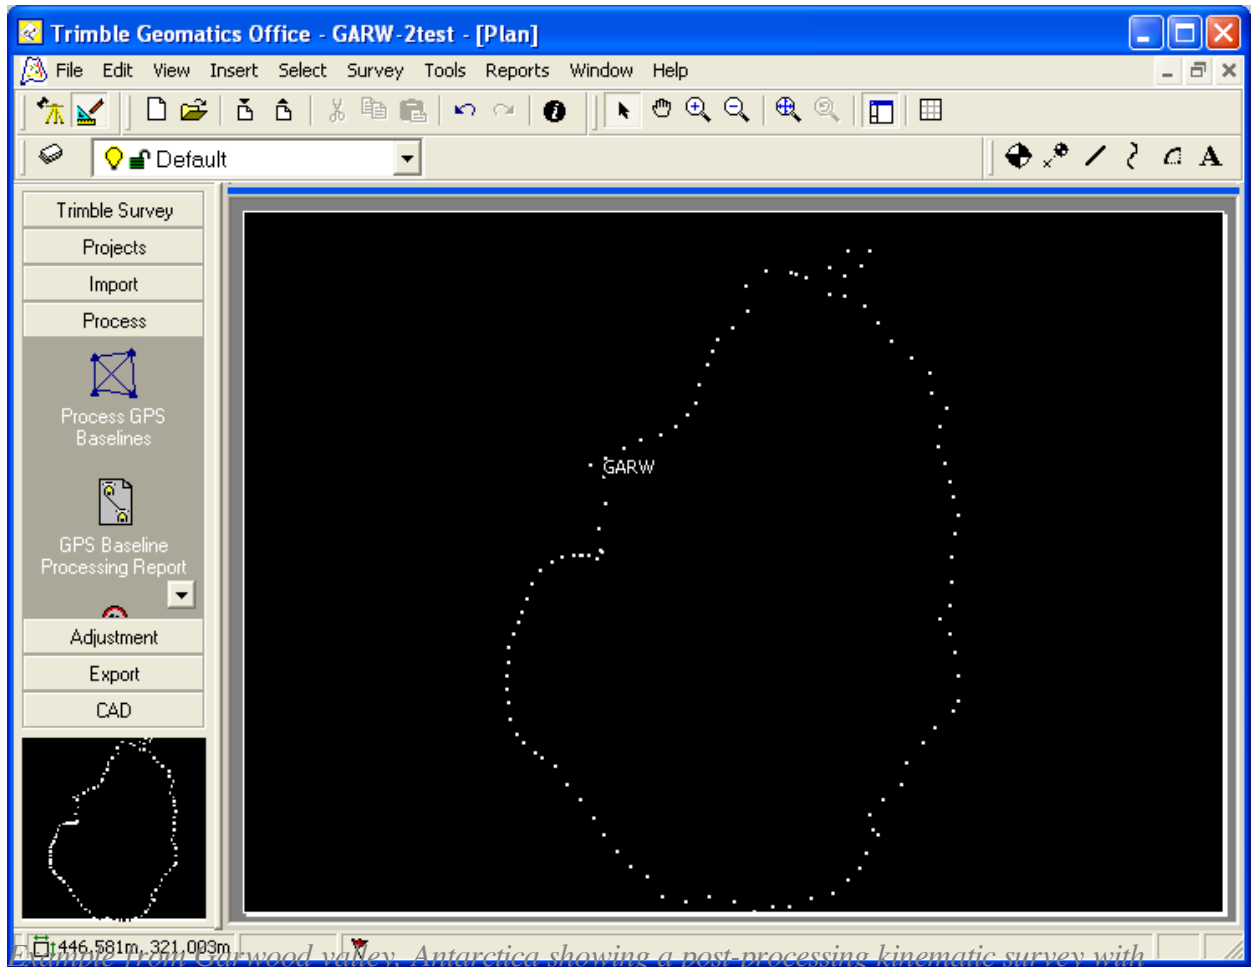 Trimble Geomatics Office - GARW-2test - [Plan]
File Edit View Insert Select Survey Tools Reports Window Help
Default
A
Trimble Survey
Projects
Import
Process
Process GPS
Baselines
GPS Baseline
Processing Report
Adjustment
Export
CAD
GARW
446.581m, 321.003m
Example from Garwood valley, Antarctica showing a post-processing kinematic survey with